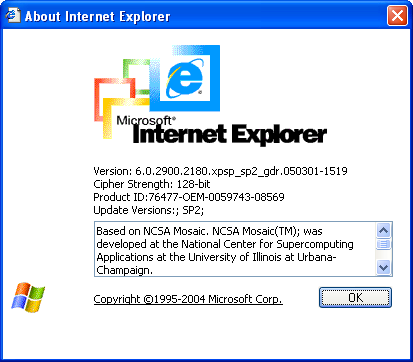 About Internet Explorer
Microsoft®
Internet Explorer
Version: 6.0.2900.2180.xpsp_sp2_gdr.050301-1519
Cipher Strength: 128-bit
Product ID:76477-OEM-0059743-08569
Update Versions:; SP2;
Based on NCSA Mosaic. NCSA Mosaic(TM); was
developed at the National Center for Supercomputing
Applications at the University of Illinois at Urbana-
Champaign.
Copyright ©1995-2004 Microsoft Corp.
OK